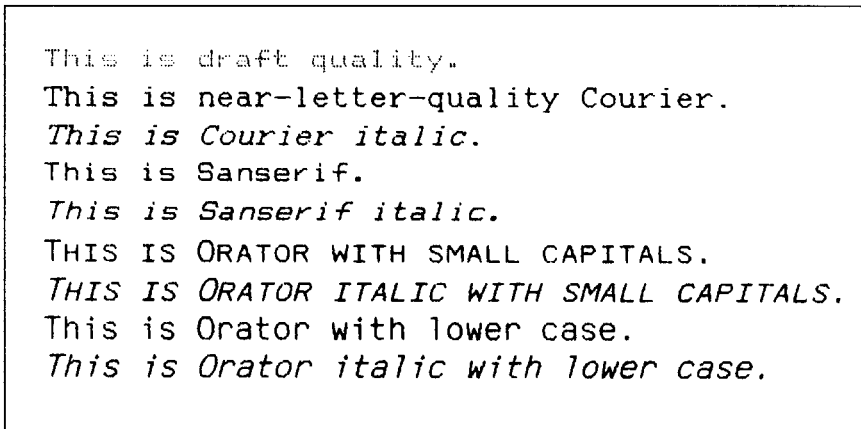 This is draft quality.
This is near-letter-quality Courier.
This is Courier italic.
This is Sanserif.
This is Sanserif italic.
THIS IS ORATOR WITH SMALL CAPITALS.
THIS IS ORATOR ITALIC WITH SMALL CAPITALS.
This is Orator with lower case.
This is Orator italic with lower case.